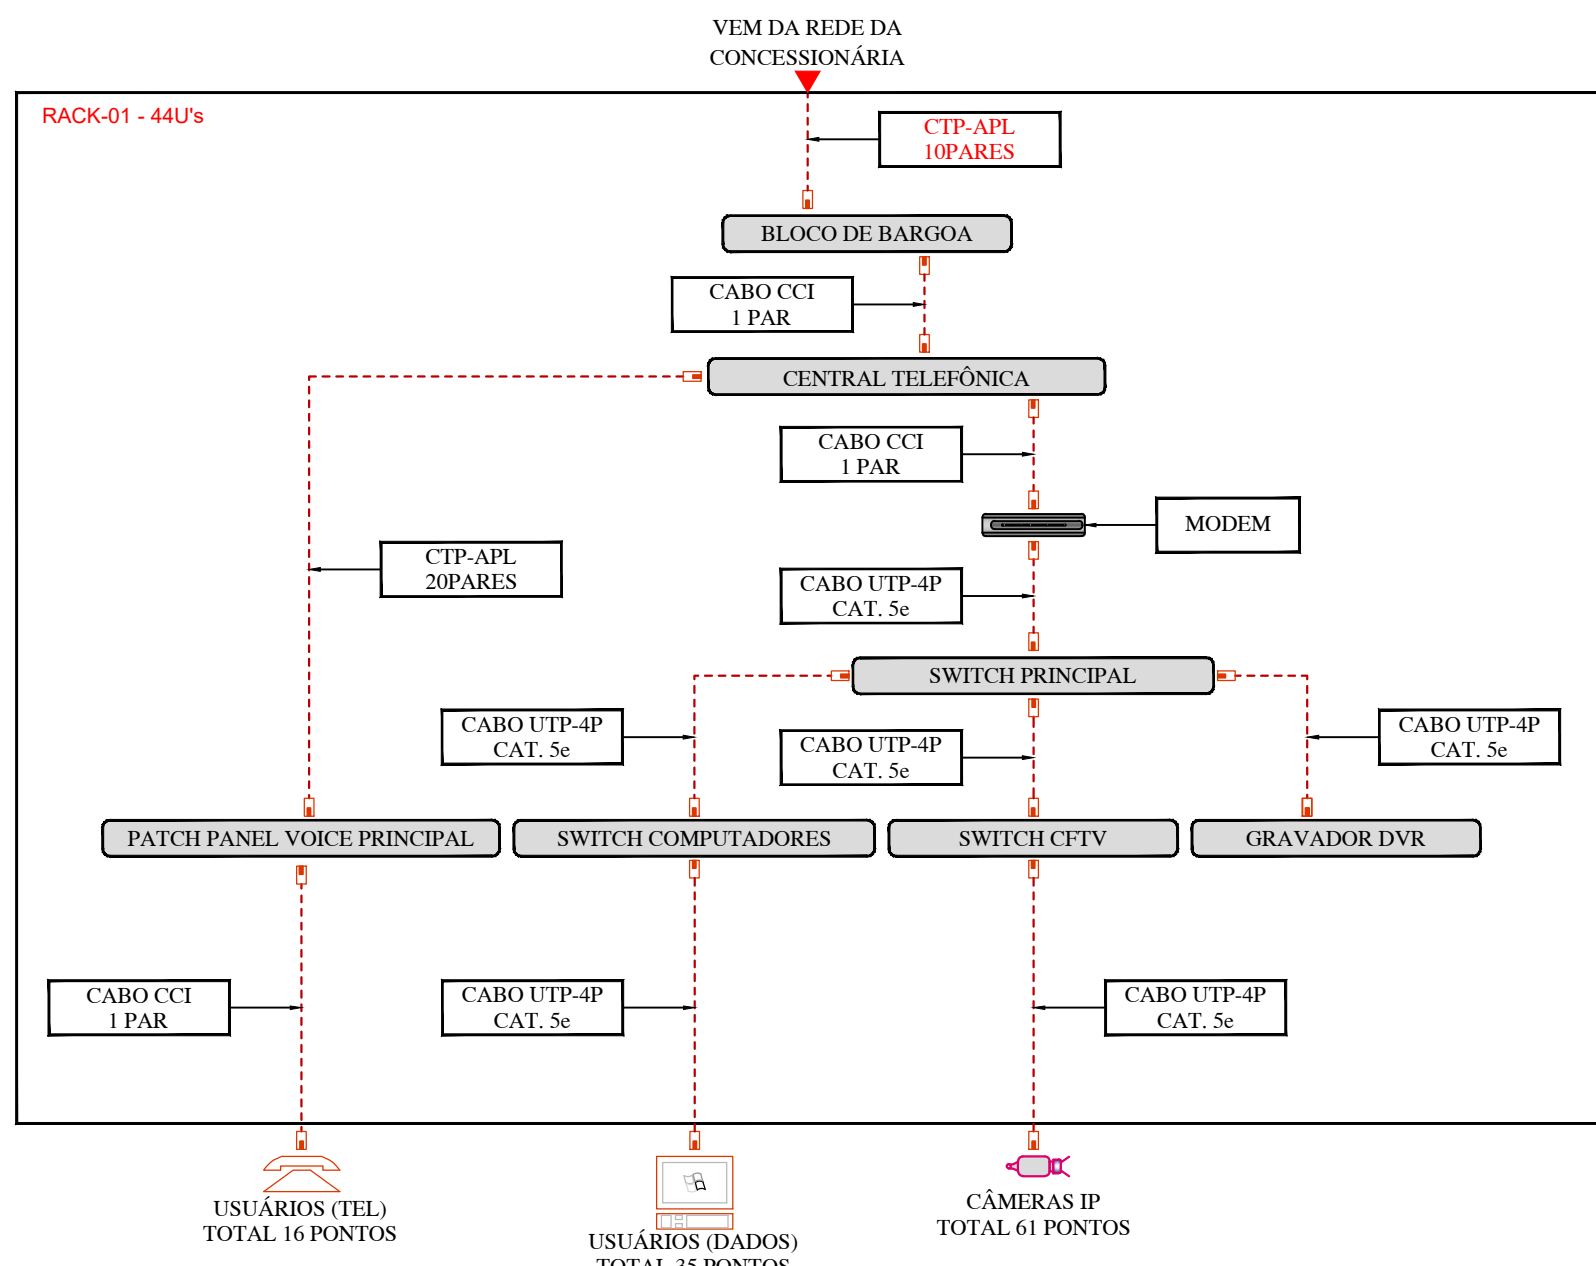 VEM DA REDE DA
CONCESSIONÁRIA
RACK-01 - 44U's
CTP-APL
10PARES
BLOCO DE BARGOA
CABO CCI
1 PAR
CENTRAL TELEFÔNICA
CABO CCI
1 PAR
MODEM
CTP-APL
20PARES
CABO UTP-4P
CAT. 5e
SWITCH PRINCIPAL
CABO UTP-4P
CAT. 5e
CABO UTP-4P
CAT. 5e
CABO UTP-4P
CAT. 5e
PATCH PANEL VOICE PRINCIPAL
SWITCH COMPUTADORES
SWITCH CFTV
GRAVADOR DVR
CABO CCI
1 PAR
CABO UTP-4P
CAT. 5e
CABO UTP-4P
CAT. 5e
USUÁRIOS (TEL)
TOTAL 16 PONTOS
USUÁRIOS (DADOS)
TOTAL 35 PONTOS
CÂMERAS IP
TOTAL 61 PONTOS